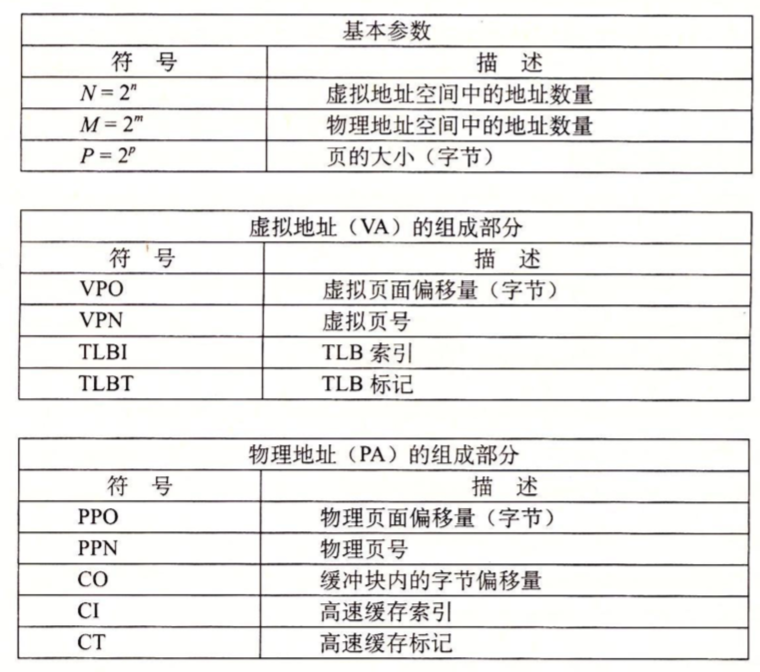 基本参数
符 号 描 述
N = 2ⁿ 虚拟地址空间中的地址数量
M = 2ᵐ 物理地址空间中的地址数量
P = 2ᵖ 页的大小（字节）
虚拟地址（VA）的组成部分
符 号 描 述
VPO 虚拟页面偏移量（字节）
VPN 虚拟页号
TLBI TLB 索引
TLBT TLB 标记
物理地址（PA）的组成部分
符 号 描 述
PPO 物理页面偏移量（字节）
PPN 物理页号
CO 缓冲块内的字节偏移量
CI 高速缓存索引
CT 高速缓存标记